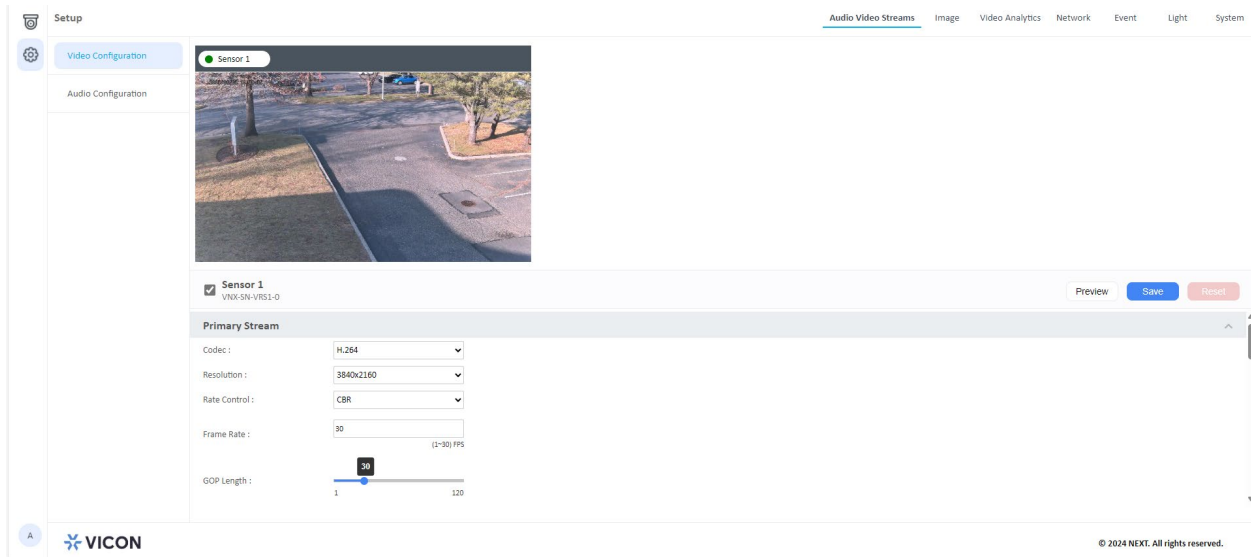 Setup
Audio Video Streams Image Video Analytics Network Event Light System
Video Configuration
Audio Configuration
Sensor 1
Sensor 1
VNX-SN-VRS1-0
Preview Save Reset
Primary Stream
Codec : H.264
Resolution : 3840x2160
Rate Control : CBR
Frame Rate : 30
(1~30) FPS
30
GOP Length :
1 120
A
VICON
© 2024 NEXT. All rights reserved.